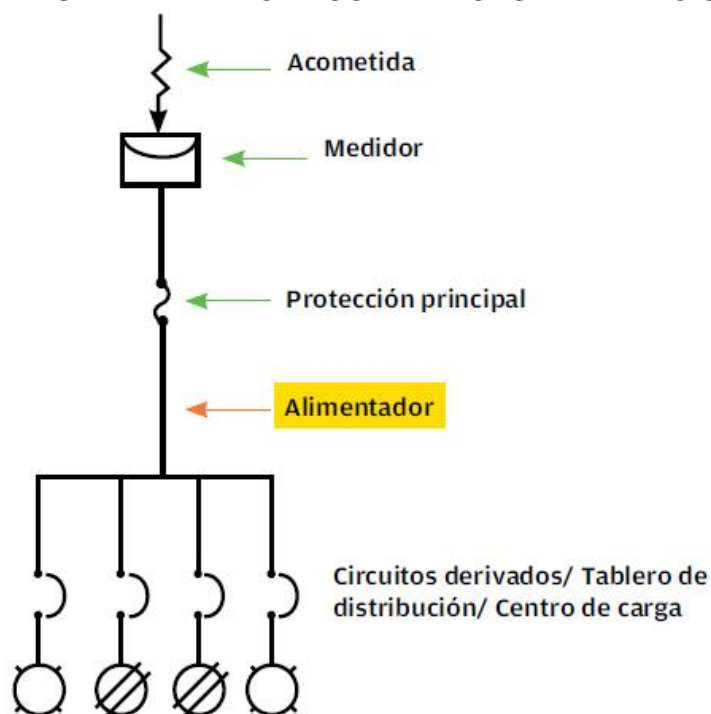 Acometida
Medidor
Protección principal
Alimentador
Circuitos derivados/ Tablero de
distribución/ Centro de carga